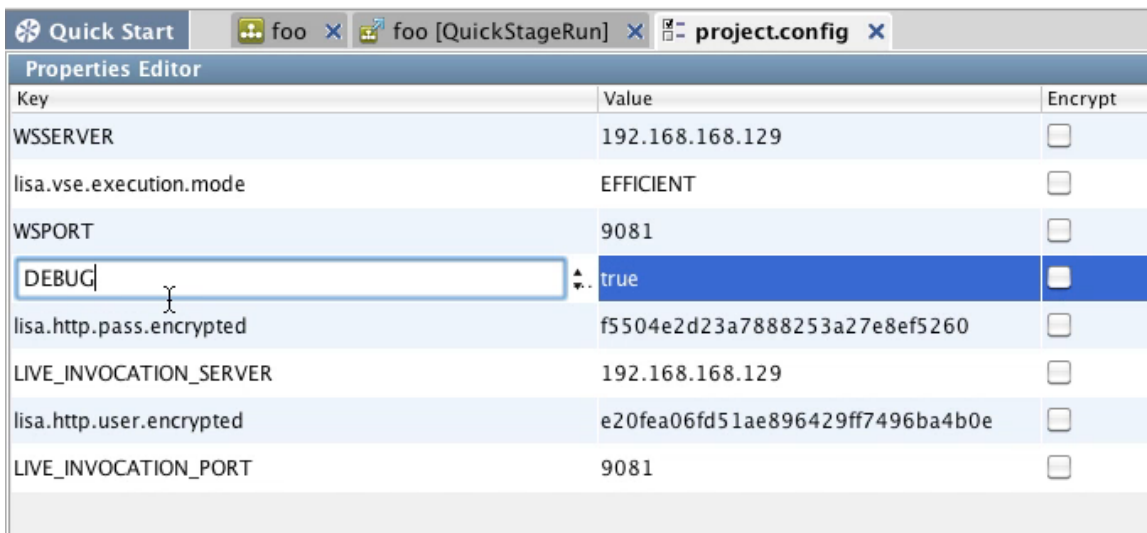 Quick Start foo foo [QuickStageRun] project.config
Properties Editor
Key Value Encrypt
WSSERVER 192.168.168.129
lisa.vse.execution.mode EFFICIENT
WSPORT 9081
DEBUG true
lisa.http.pass.encrypted f5504e2d23a7888253a27e8ef5260
LIVE_INVOCATION_SERVER 192.168.168.129
lisa.http.user.encrypted e20fea06fd51ae896429ff7496ba4b0e
LIVE_INVOCATION_PORT 9081